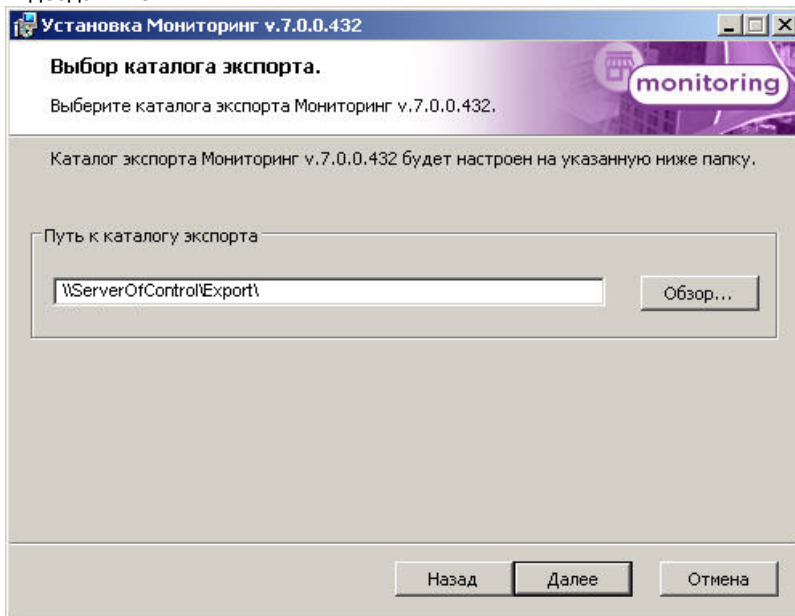 Установка Мониторинг v.7.0.0.432
Выбор каталога экспорта.
monitoring
Выберите каталога экспорта Мониторинг v.7.0.0.432.
Каталог экспорта Мониторинг v.7.0.0.432 будет настроен на указанную ниже папку.
Путь к каталогу экспорта
\\ServerOfControl\Export\
Обзор...
Назад
Далее
Отмена